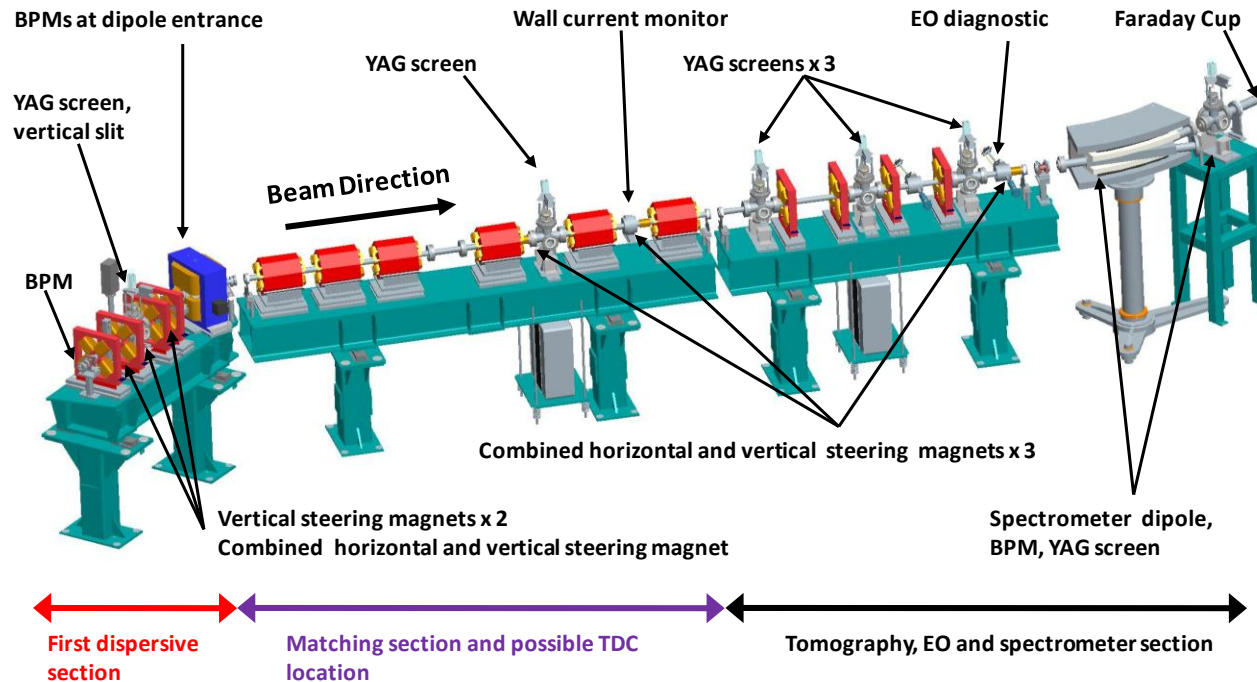 BPMs at dipole entrance
Wall current monitor
EO diagnostic
Faraday Cup
YAG screen
YAG screens x 3
YAG screen,
vertical slit
Beam Direction
BPM
Combined horizontal and vertical steering magnets x 3
Vertical steering magnets x 2
Combined horizontal and vertical steering magnet
Spectrometer dipole,
BPM, YAG screen
First dispersive
section
Matching section and possible TDC
location
Tomography, EO and spectrometer section